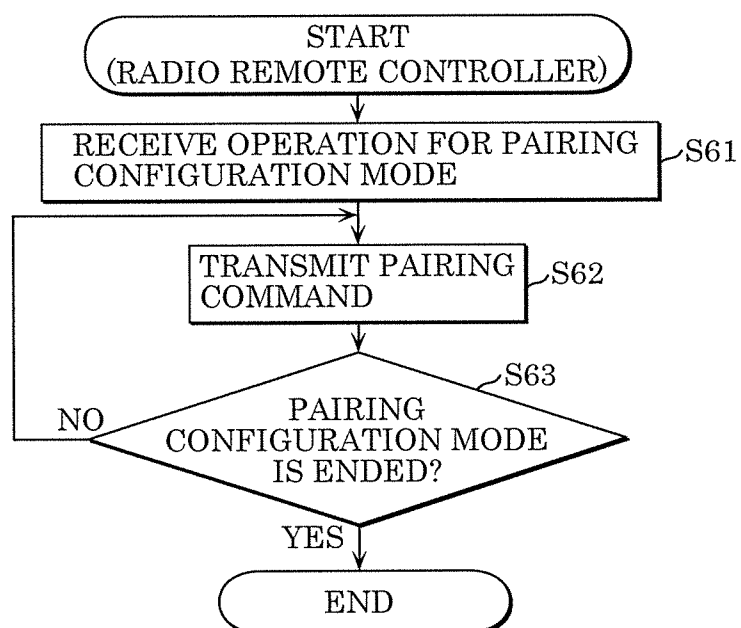 START
(RADIO REMOTE CONTROLLER)
RECEIVE OPERATION FOR PAIRING
CONFIGURATION MODE
S61
TRANSMIT PAIRING
COMMAND
S62
S63
PAIRING
CONFIGURATION MODE
IS ENDED?
NO
YES
END